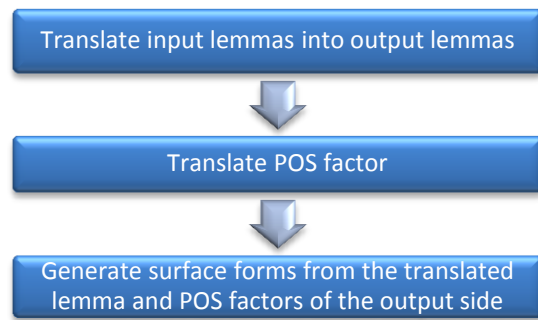 Translate input lemmas into output lemmas
Translate POS factor
Generate surface forms from the translated
lemma and POS factors of the output side